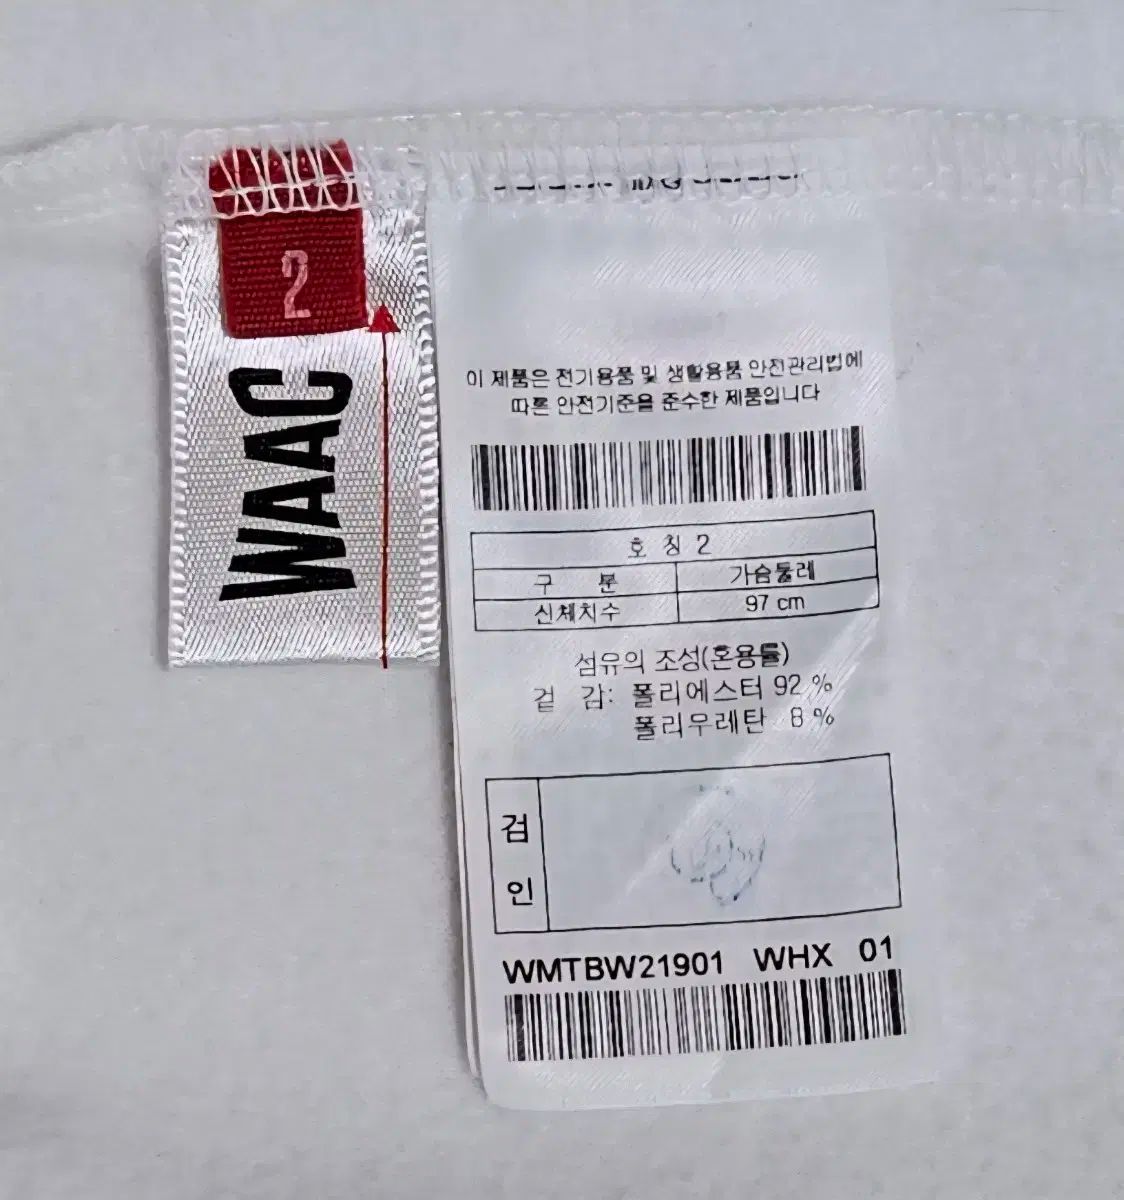 2
WAAC
이 제품은 전기용품 및 생활용품 안전관리법에
따른 안전기준을 준수한 제품입니다
호 칭 2
구 분 가슴둘레
신체치수 97 cm
섬유의 조성(혼용률)
겉 감: 폴리에스터 92 %
폴리우레탄 8 %
검
인
WMTBW21901 WHX 01